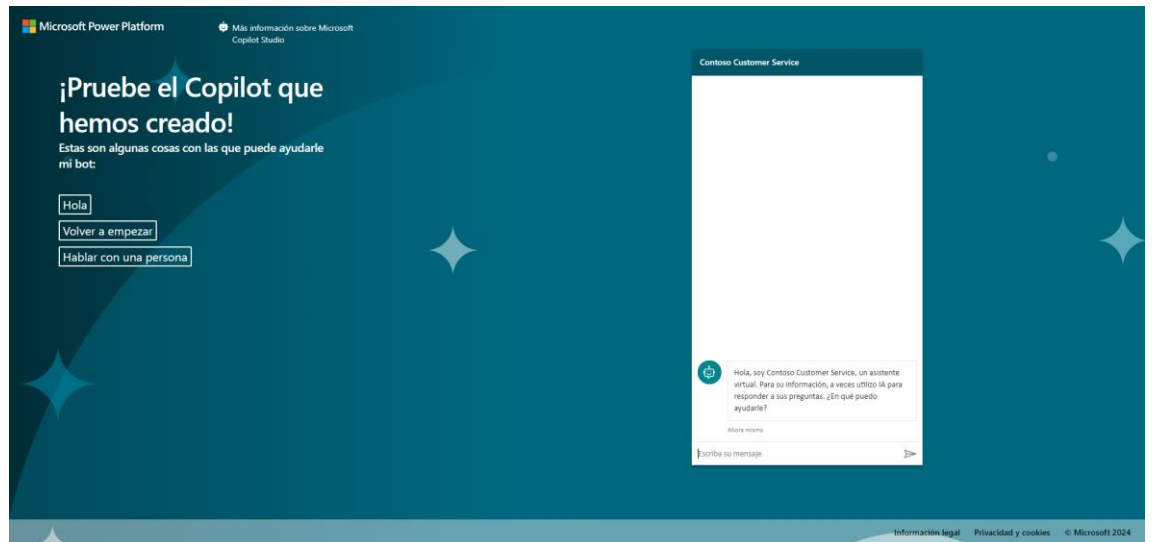 Microsoft Power Platform
Más información sobre Microsoft
Copilot Studio
¡Pruebe el Copilot que
hemos creado!
Estas son algunas cosas con las que puede ayudarle
mi bot:
Hola
Volver a empezar
Hablar con una persona
Contoso Customer Service
Hola, soy Contoso Customer Service, un asistente
virtual. Para su información, a veces utilizo IA para
responder a sus preguntas. ¿En qué puedo
ayudarle?
Ahora mismo
Escriba su mensaje
Información legal Privacidad y cookies © Microsoft 2024